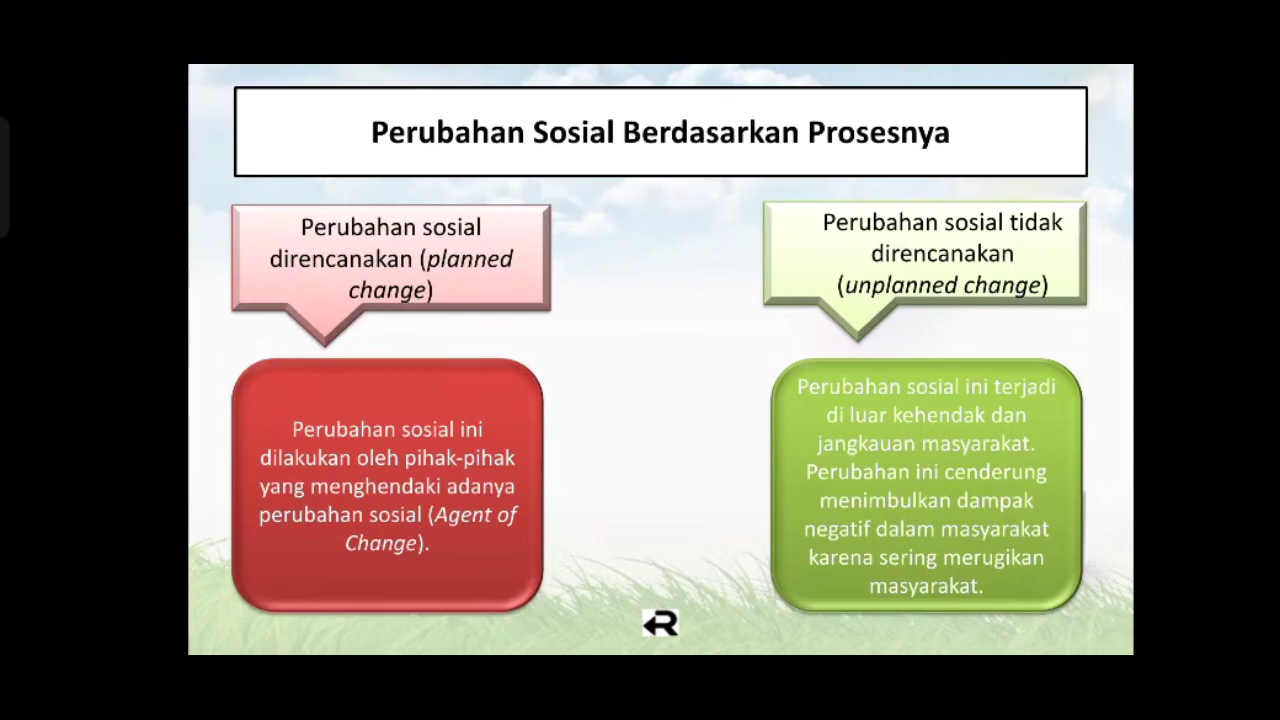 Perubahan Sosial Berdasarkan Prosesnya
Perubahan sosial
direncanakan (planned
change)
Perubahan sosial ini
dilakukan oleh pihak-pihak
yang menghendaki adanya
perubahan sosial (Agent of
Change).
Perubahan sosial tidak
direncanakan
(unplanned change)
Perubahan sosial ini terjadi
di luar kehendak dan
jangkauan masyarakat.
Perubahan ini cenderung
menimbulkan dampak
negatif dalam masyarakat
karena sering merugikan
masyarakat.
R